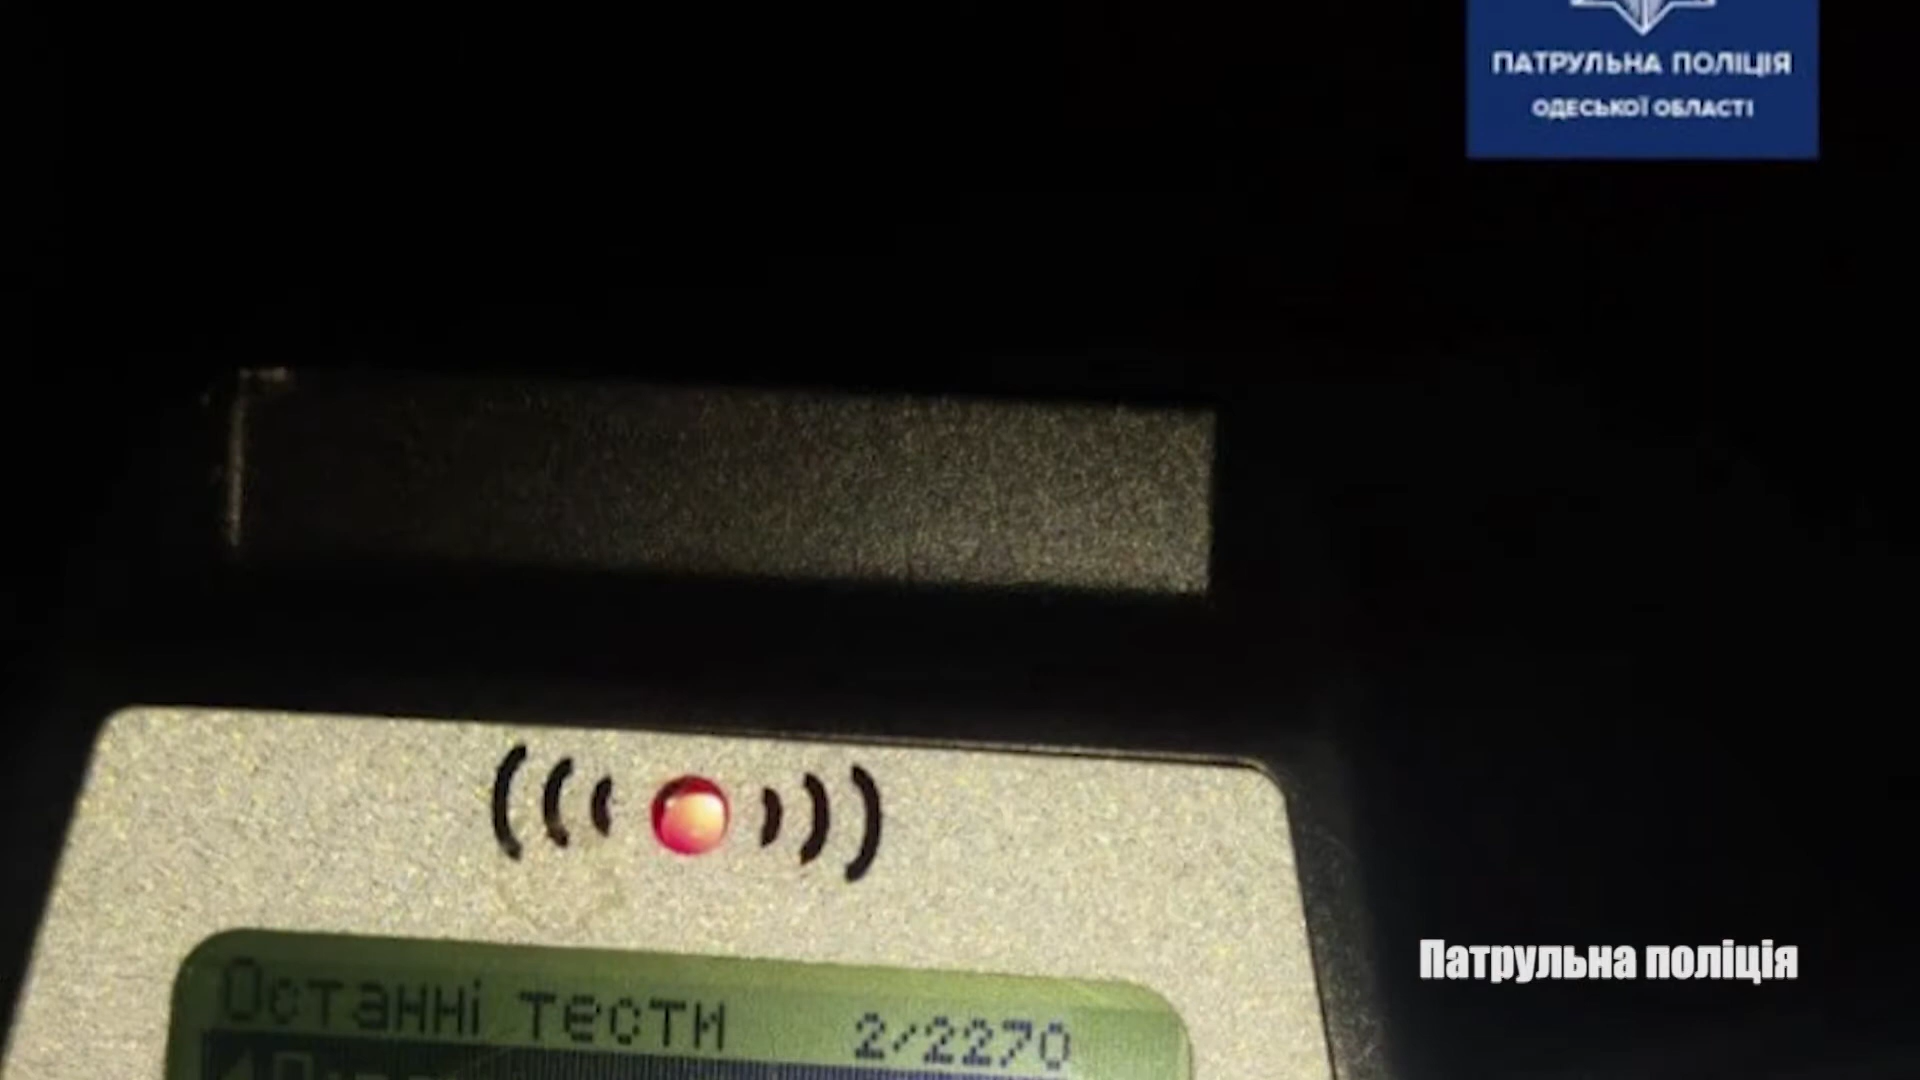 ПАТРУЛЬНА ПОЛІЦІЯ
ОДЕСЬКОЇ ОБЛАСТІ
Патрульна поліція
Останні тести 2/2270